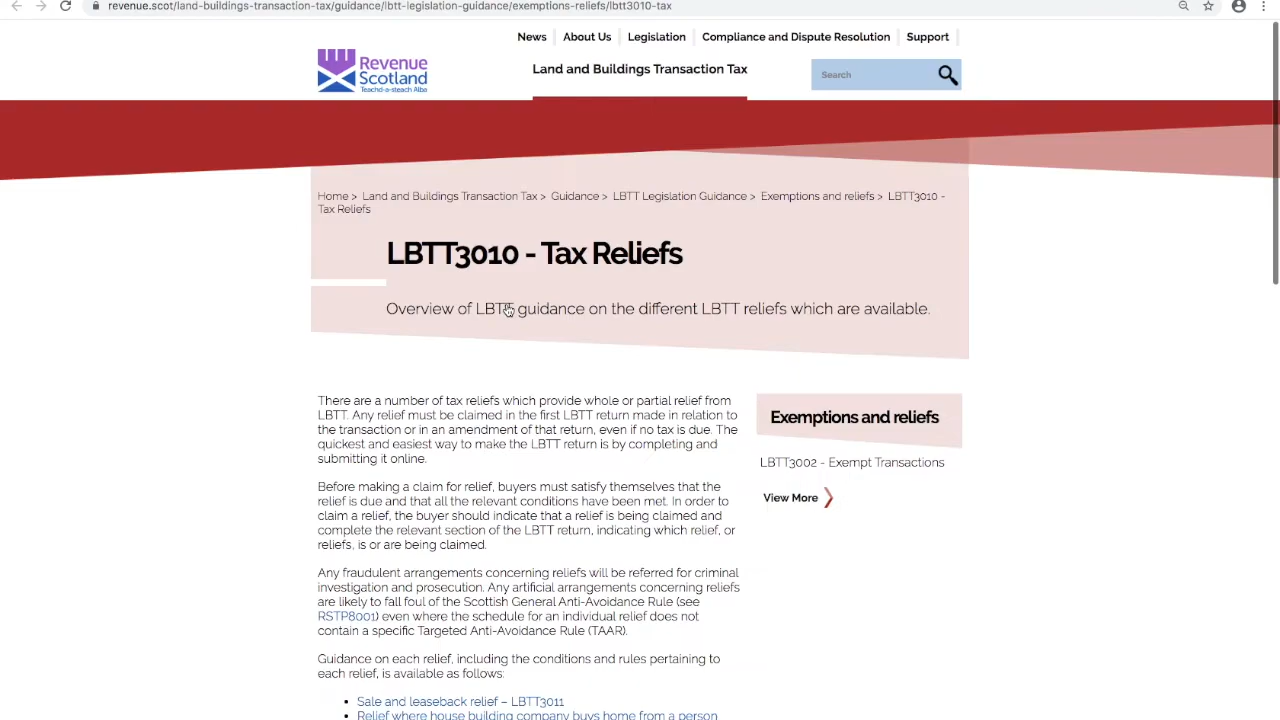 revenue.scot/land-buildings-transaction-tax/guidance/lbtt-legislation-guidance/exemptions-reliefs/lbtt3010-tax
News
About Us
Legislation
Compliance and Dispute Resolution
Support
Revenue
Scotland
Teachd-a-steach Alba
Land and Buildings Transaction Tax
Search
Home > Land and Buildings Transaction Tax > Guidance > LBTT Legislation Guidance > Exemptions and reliefs > LBTT3010 -
Tax Reliefs
LBTT3010 - Tax Reliefs
Overview of LBTT guidance on the different LBTT reliefs which are available.
There are a number of tax reliefs which provide whole or partial relief from
LBTT. Any relief must be claimed in the first LBTT return made in relation to
the transaction or in an amendment of that return, even if no tax is due. The
quickest and easiest way to make the LBTT return is by completing and
submitting it online.
Before making a claim for relief, buyers must satisfy themselves that the
relief is due and that all the relevant conditions have been met. In order to
claim a relief, the buyer should indicate that a relief is being claimed and
complete the relevant section of the LBTT return, indicating which relief, or
reliefs, is or are being claimed.
Any fraudulent arrangements concerning reliefs will be referred for criminal
investigation and prosecution. Any artificial arrangements concerning reliefs
are likely to fall foul of the Scottish General Anti-Avoidance Rule (see
RSTP8001) even where the schedule for an individual relief does not
contain a specific Targeted Anti-Avoidance Rule (TAAR).
Guidance on each relief, including the conditions and rules pertaining to
each relief, is available as follows:
Sale and leaseback relief – LBTT3011
Relief where house building company buys home from a person
Exemptions and reliefs
LBTT3002 - Exempt Transactions
View More